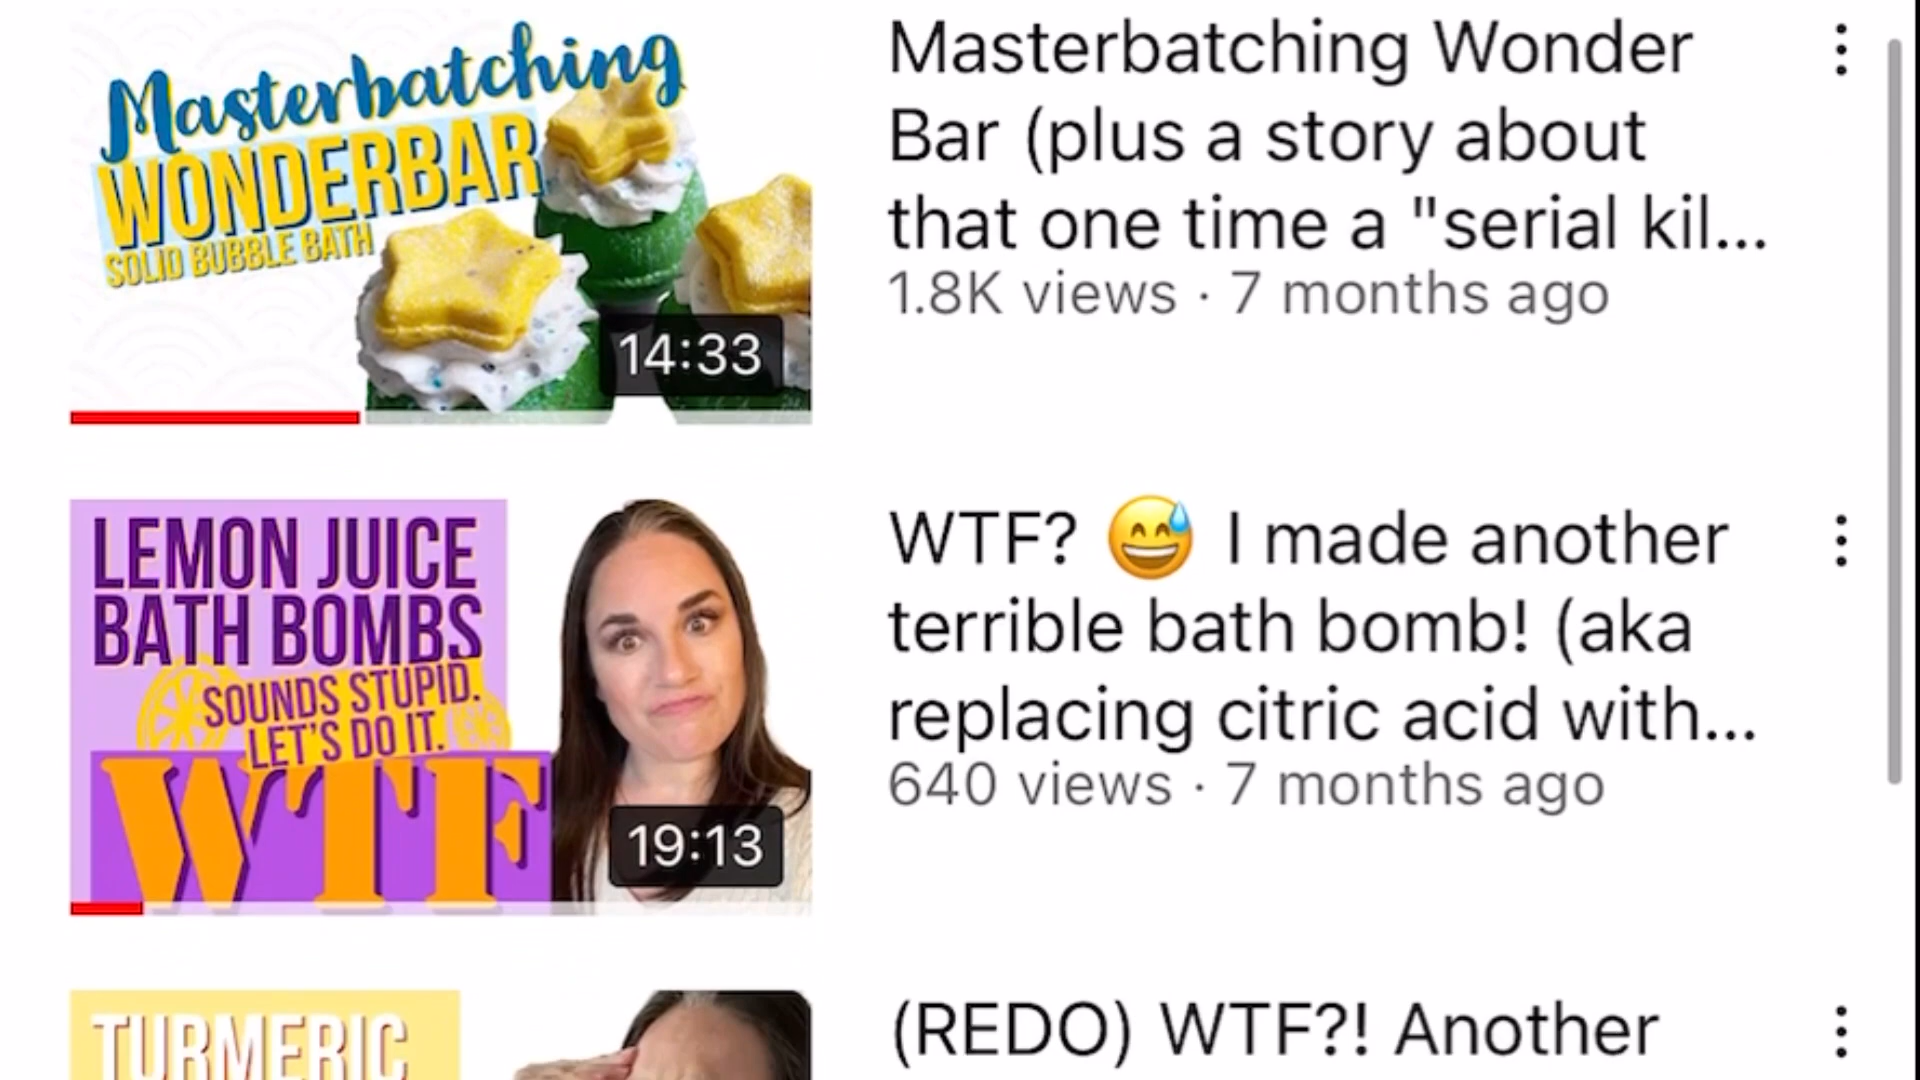 Masterbatching
WONDERBAR
SOLID BUBBLE BATH
14:33
Masterbatching Wonder
Bar (plus a story about
that one time a "serial kil...
1.8K views · 7 months ago
LEMON JUICE
BATH BOMBS
SOUNDS STUPID.
LET'S DO IT.
WTF
19:13
WTF? 😅 I made another
terrible bath bomb! (aka
replacing citric acid with...
640 views · 7 months ago
TURMERIC
(REDO) WTF?! Another